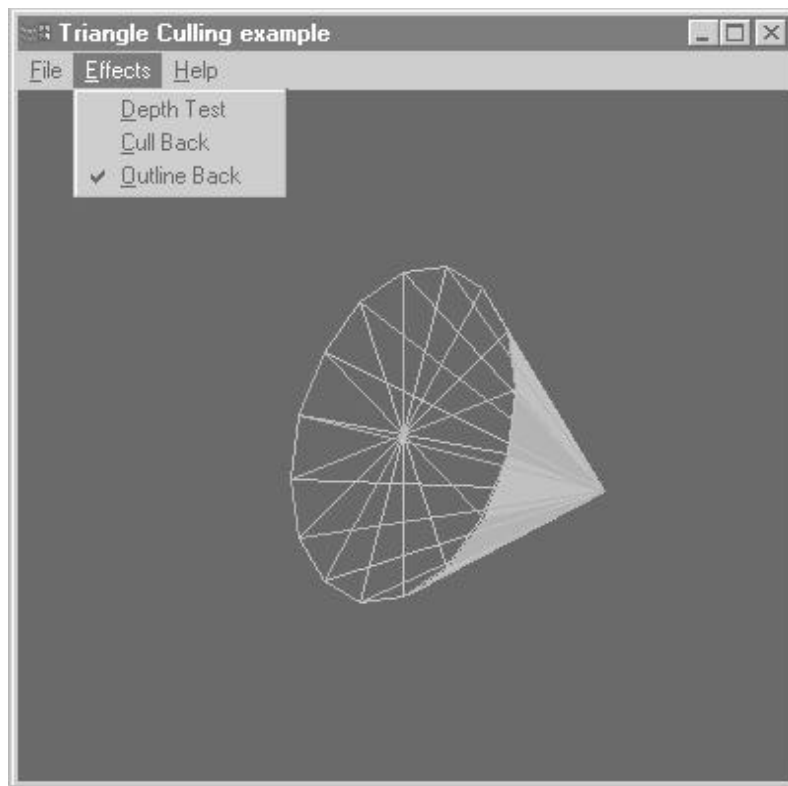 Triangle Culling example
File Effects Help
Depth Test
Cull Back
Outline Back